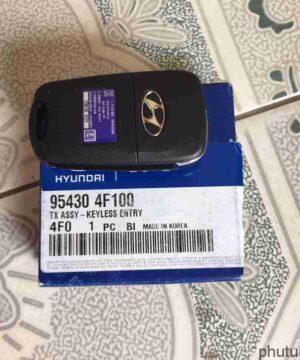 HYUNDAI
95430 4F100
TX ASSY-KEYLESS ENTRY
4F0 1 PC BI MADE IN KOREA
phutu